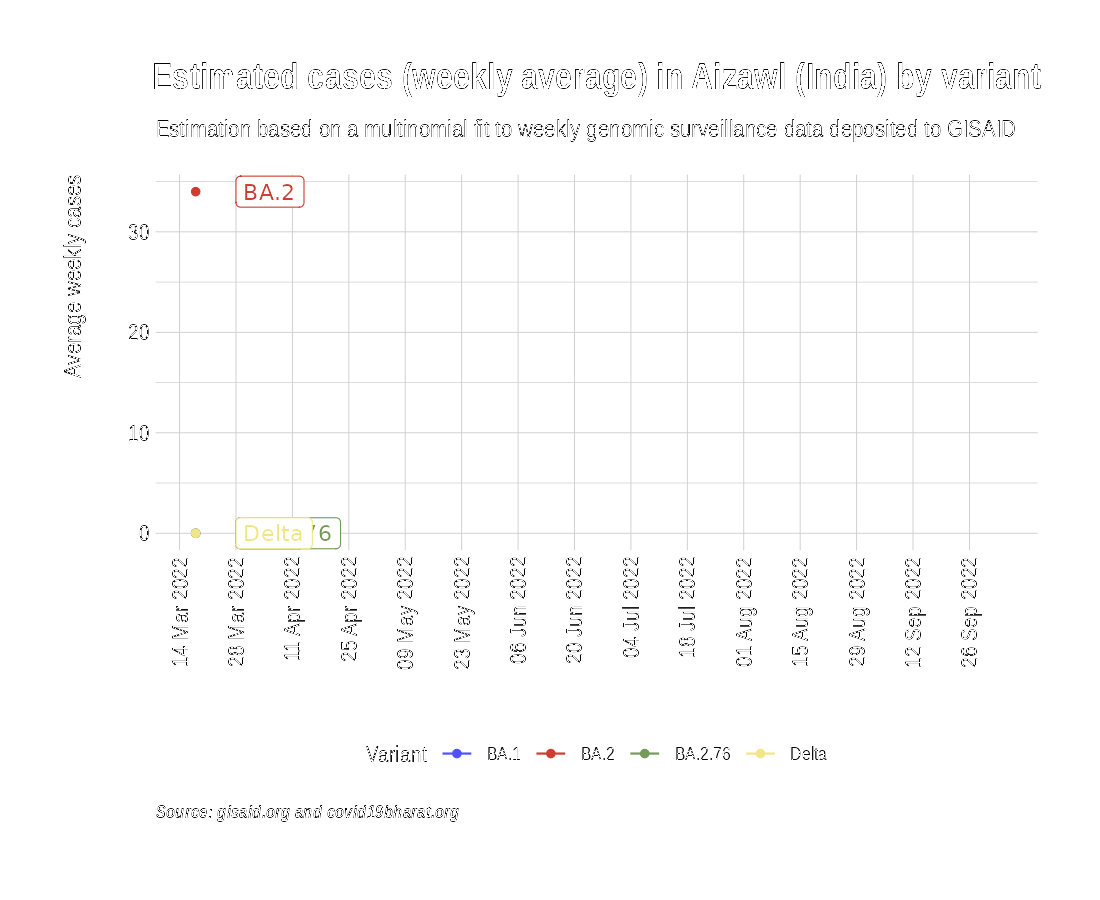 Estimated cases (weekly average) in Aizawl (India) by variant
Estimation based on a multinomial fit to weekly genomic surveillance data deposited to GISAID
Average weekly cases
30
20
10
0
BA.2
Delta
76
14 Mar 2022
28 Mar 2022
11 Apr 2022
25 Apr 2022
09 May 2022
23 May 2022
06 Jun 2022
20 Jun 2022
04 Jul 2022
18 Jul 2022
01 Aug 2022
15 Aug 2022
29 Aug 2022
12 Sep 2022
26 Sep 2022
Variant BA.1 BA.2 BA.2.76 Delta
Source: gisaid.org and covid19bharat.org